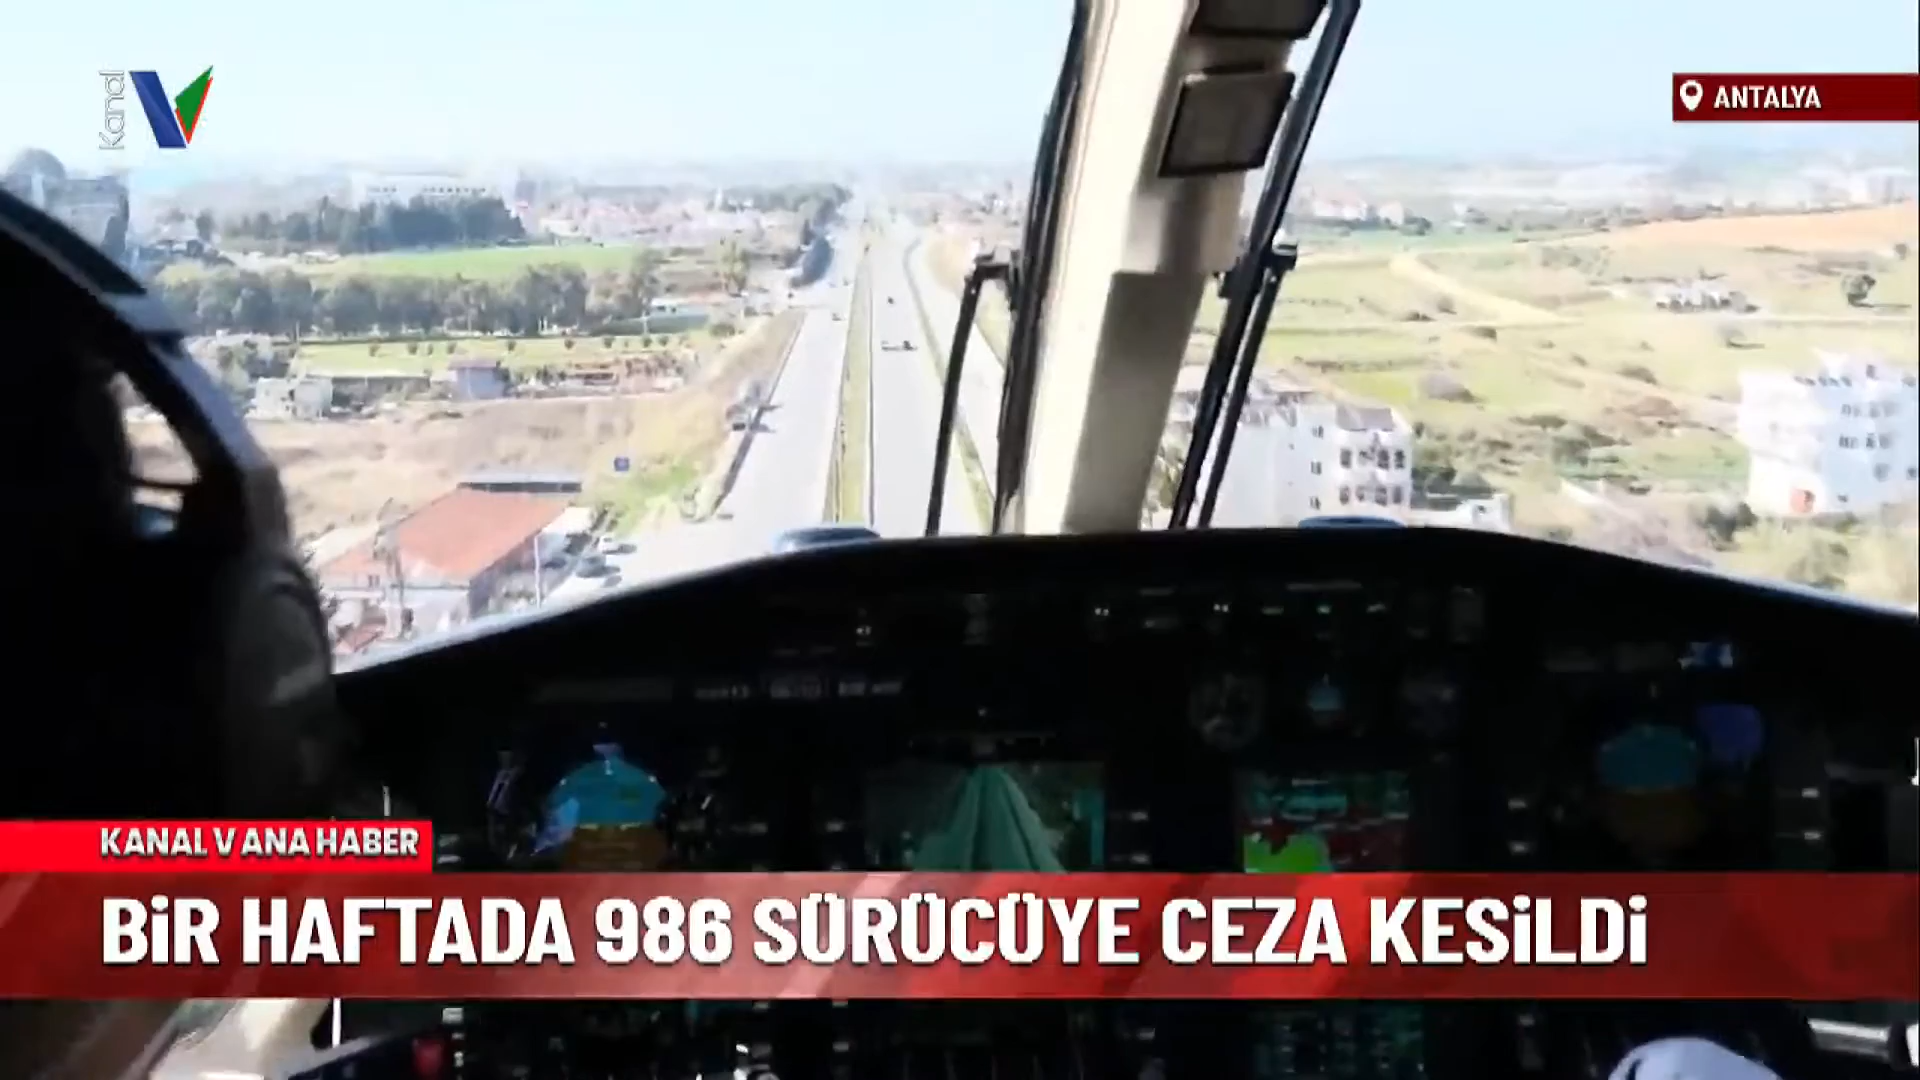 Kanal V
ANTALYA
KANAL V ANA HABER
BİR HAFTADA 986 SÜRÜCÜYE CEZA KESİLDİ